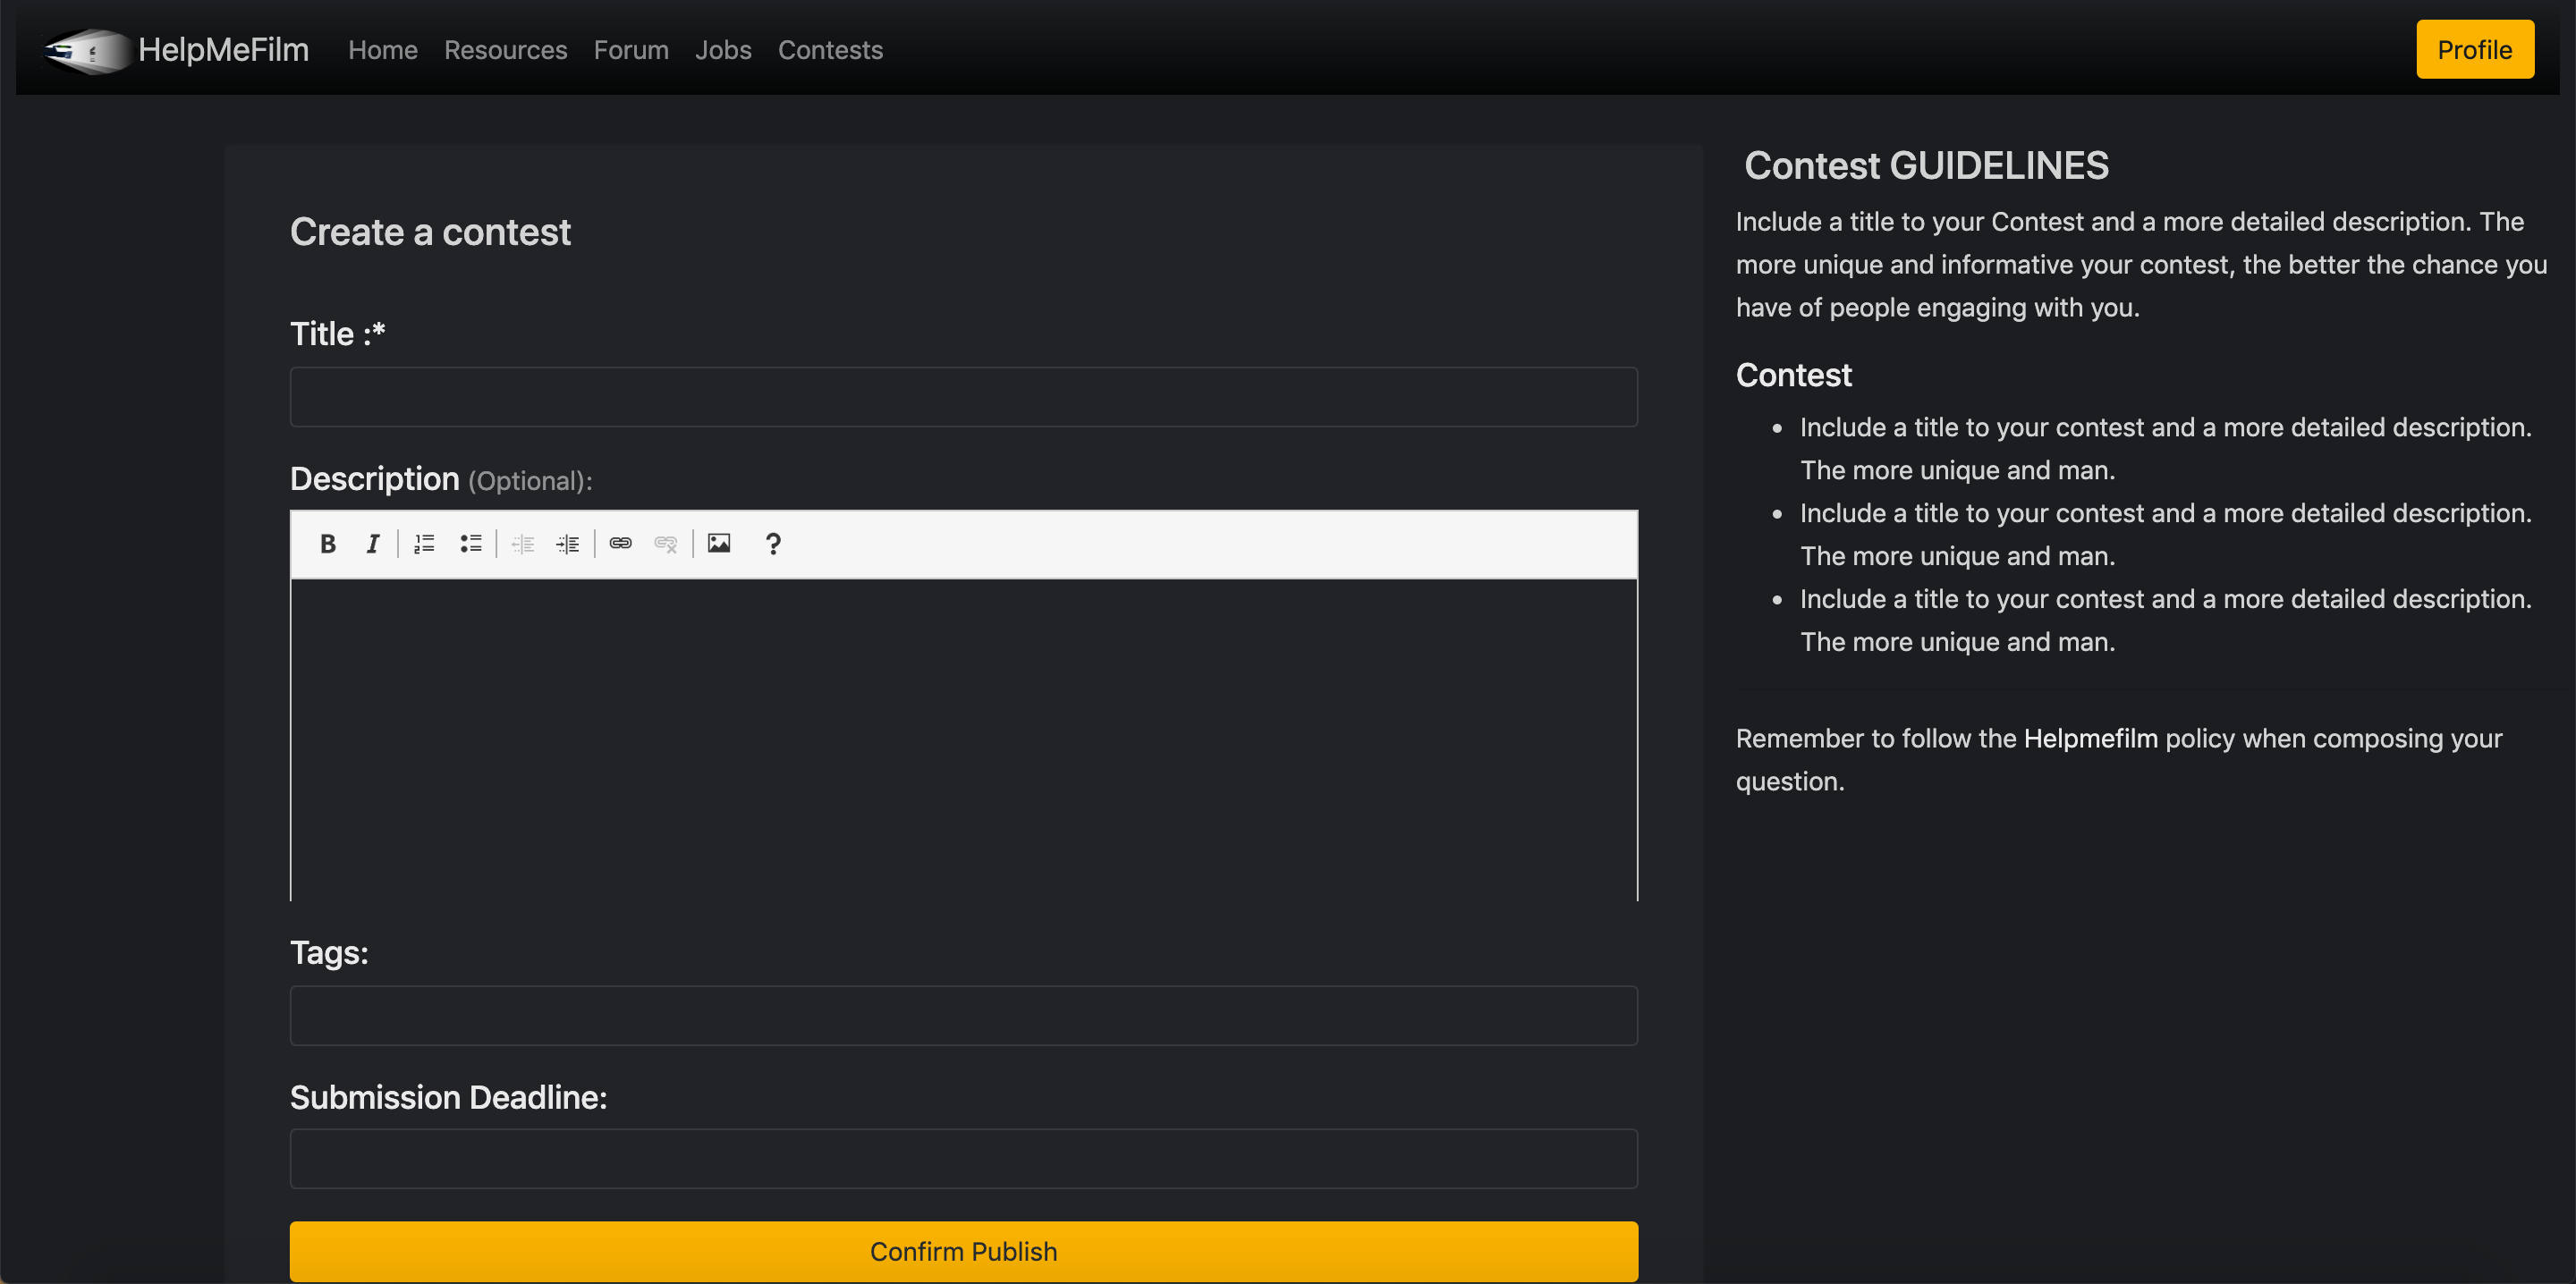 HelpMeFilm Home Resources Forum Jobs Contests Profile
Create a contest
Title :*
Description (Optional):
B I ?
Tags:
Submission Deadline:
Confirm Publish
Contest GUIDELINES
Include a title to your Contest and a more detailed description. The
more unique and informative your contest, the better the chance you
have of people engaging with you.
Contest
• Include a title to your contest and a more detailed description.
The more unique and man.
• Include a title to your contest and a more detailed description.
The more unique and man.
• Include a title to your contest and a more detailed description.
The more unique and man.
Remember to follow the Helpmefilm policy when composing your
question.